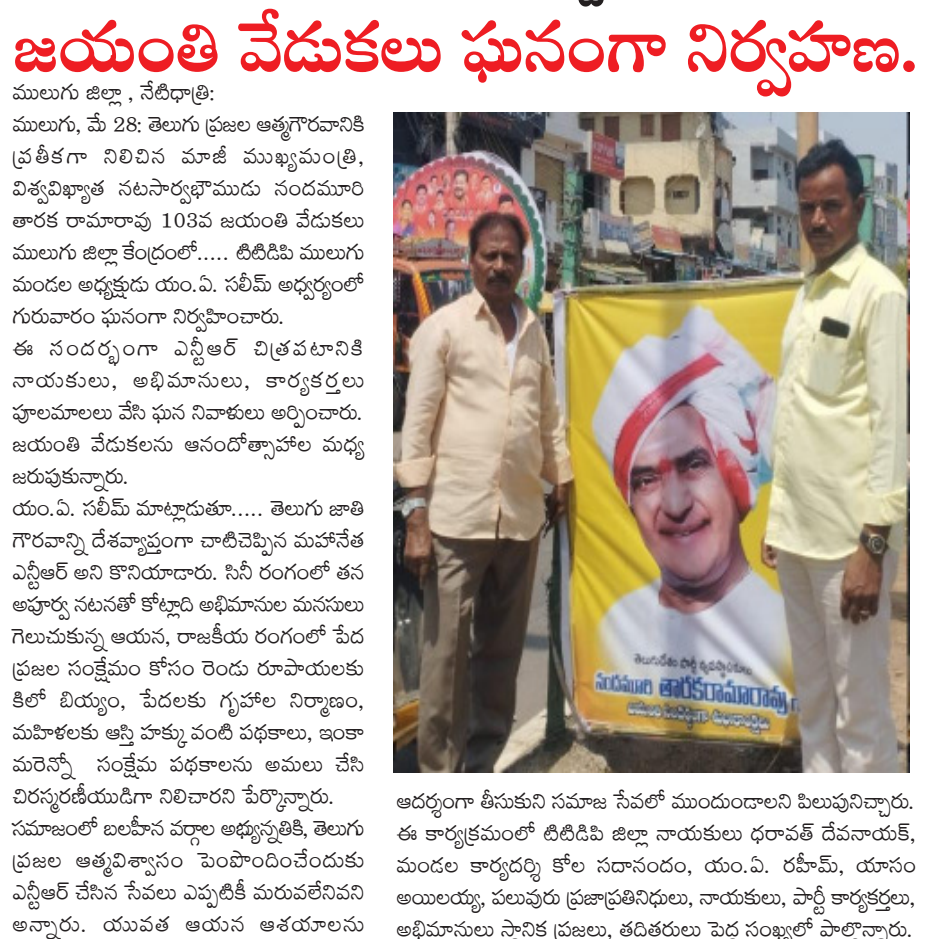 జయంతి వేడుకలు ఘనంగా నిర్వహణ.
ములుగు జిల్లా , నేటిధాత్రి:
ములుగు, మే 28: తెలుగు ప్రజల ఆత్మగౌరవానికి
ప్రతీకగా నిలిచిన మాజీ ముఖ్యమంత్రి,
విశ్వవిఖ్యాత నటసార్వభౌముడు నందమూరి
తారక రామారావు 103వ జయంతి వేడుకలు
ములుగు జిల్లా కేంద్రంలో..... టిటిడిపి ములుగు
మండల అధ్యక్షుడు యం.ఏ. సలీమ్ అధ్వర్యంలో
గురువారం ఘనంగా నిర్వహించారు.
ఈ సందర్భంగా ఎన్టీఆర్ చిత్రపటానికి
నాయకులు, అభిమానులు, కార్యకర్తలు
పూలమాలలు వేసి ఘన నివాళులు అర్పించారు.
జయంతి వేడుకలను ఆనందోత్సాహాల మధ్య
జరుపుకున్నారు.
యం.ఏ. సలీమ్ మాట్లాడుతూ..... తెలుగు జాతి
గౌరవాన్ని దేశవ్యాప్తంగా చాటిచెప్పిన మహానేత
ఎన్టీఆర్ అని కొనియాడారు. సినీ రంగంలో తన
అపూర్వ నటనతో కోట్లాది అభిమానుల మనసులు
గెలుచుకున్న ఆయన, రాజకీయ రంగంలో పేద
ప్రజల సంక్షేమం కోసం రెండు రూపాయలకు
కిలో బియ్యం, పేదలకు గృహాల నిర్మాణం,
మహిళలకు ఆస్తి హక్కు వంటి పథకాలు, ఇంకా
మరెన్నో సంక్షేమ పథకాలను అమలు చేసి
చిరస్మరణీయుడిగా నిలిచారని పేర్కొన్నారు.
సమాజంలో బలహీన వర్గాల అభ్యున్నతికి, తెలుగు
ప్రజల ఆత్మవిశ్వాసం పెంపొందించేందుకు
ఎన్టీఆర్ చేసిన సేవలు ఎప్పటికీ మరువలేనివని
అన్నారు. యువత ఆయన ఆశయాలను
తెలుగుదేశం పార్టీ వ్యవస్థాపకులు
నందమూరి తారకరామారావు
ఆదర్శంగా తీసుకుని సమాజ సేవలో ముందుండాలని పిలుపునిచ్చారు.
ఈ కార్యక్రమంలో టిటిడిపి జిల్లా నాయకులు ధరావత్ దేవనాయక్,
మండల కార్యదర్శి కోల సదానందం, యం.ఏ. రహీమ్, యాసం
అయిలయ్య, పలువురు ప్రజాప్రతినిధులు, నాయకులు, పార్టీ కార్యకర్తలు,
అభిమానులు స్థానిక ప్రజలు, తదితరులు పెద్ద సంఖ్యలో పాల్గొన్నారు.